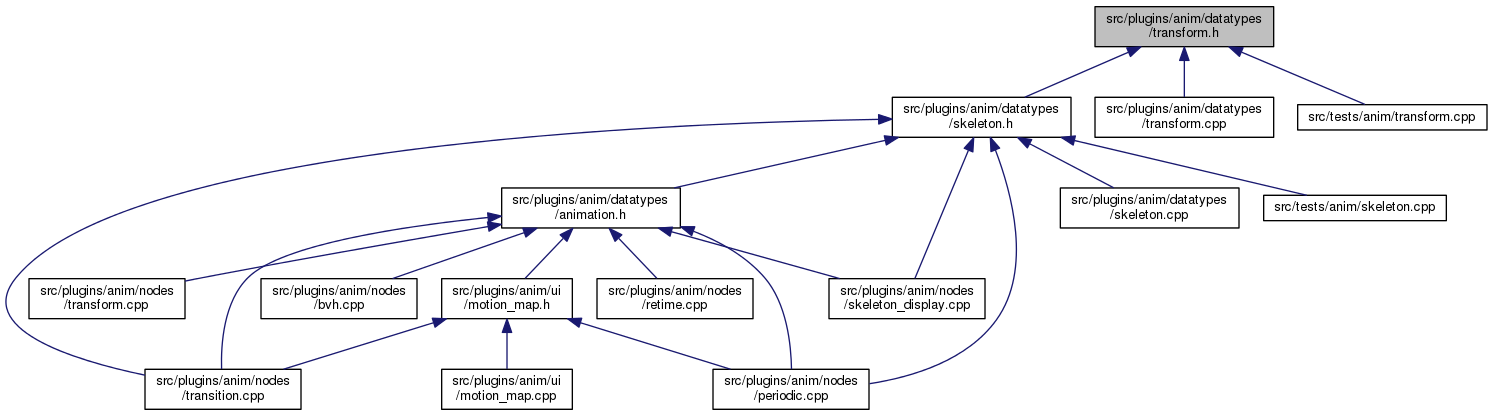 src/plugins/anim/datatypes
/transform.h
src/plugins/anim/datatypes
/skeleton.h
src/plugins/anim/datatypes
/transform.cpp
src/tests/anim/transform.cpp
src/plugins/anim/datatypes
/animation.h
src/plugins/anim/datatypes
/skeleton.cpp
src/tests/anim/skeleton.cpp
src/plugins/anim/nodes
/transform.cpp
src/plugins/anim/nodes
/bvh.cpp
src/plugins/anim/ui
/motion_map.h
src/plugins/anim/nodes
/retime.cpp
src/plugins/anim/nodes
/skeleton_display.cpp
src/plugins/anim/nodes
/transition.cpp
src/plugins/anim/ui
/motion_map.cpp
src/plugins/anim/nodes
/periodic.cpp